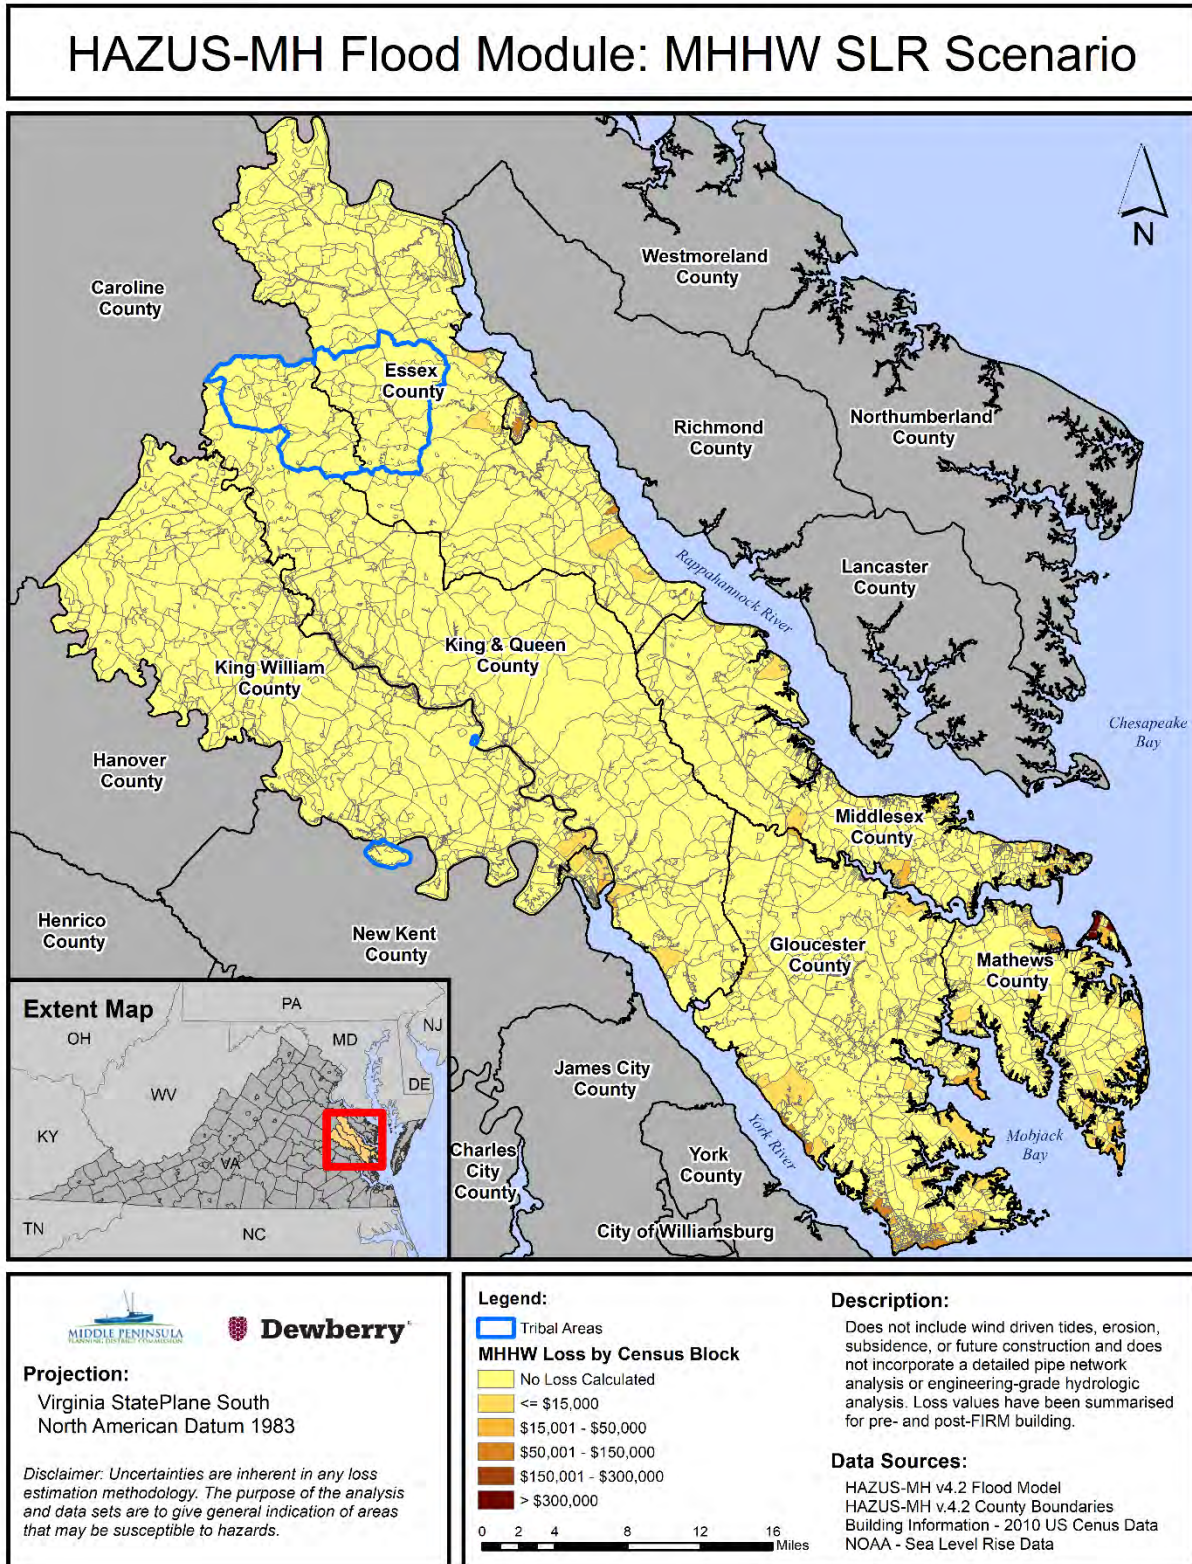 HAZUS-MH Flood Module: MHHW SLR Scenario
N
Westmoreland
County
Caroline
County
Essex
County
Richmond
County
Northumberland
County
Rappahannock River
Lancaster
County
King & Queen
County
King William
County
Chesapeake
Bay
Hanover
County
Middlesex
County
Henrico
County
New Kent
County
Gloucester
County
Mathews
County
James City
County
York River
Mobjack
Bay
Charles
City
County
York
County
City of Williamsburg
Extent Map
PA
OH
MD
NJ
DE
WV
KY
VA
TN
NC
MIDDLE PENINSULA
PLANNING DISTRICT COMMISSION
Dewberry
Projection:
Virginia StatePlane South
North American Datum 1983
Disclaimer: Uncertainties are inherent in any loss
estimation methodology. The purpose of the analysis
and data sets are to give general indication of areas
that may be susceptible to hazards.
Legend:
Tribal Areas
MHHW Loss by Census Block
No Loss Calculated
<= $15,000
$15,001 - $50,000
$50,001 - $150,000
$150,001 - $300,000
> $300,000
0 2 4 8 12 16
Miles
Description:
Does not include wind driven tides, erosion,
subsidence, or future construction and does
not incorporate a detailed pipe network
analysis or engineering-grade hydrologic
analysis. Loss values have been summarised
for pre- and post-FIRM building.
Data Sources:
HAZUS-MH v4.2 Flood Model
HAZUS-MH v.4.2 County Boundaries
Building Information - 2010 US Cenus Data
NOAA - Sea Level Rise Data